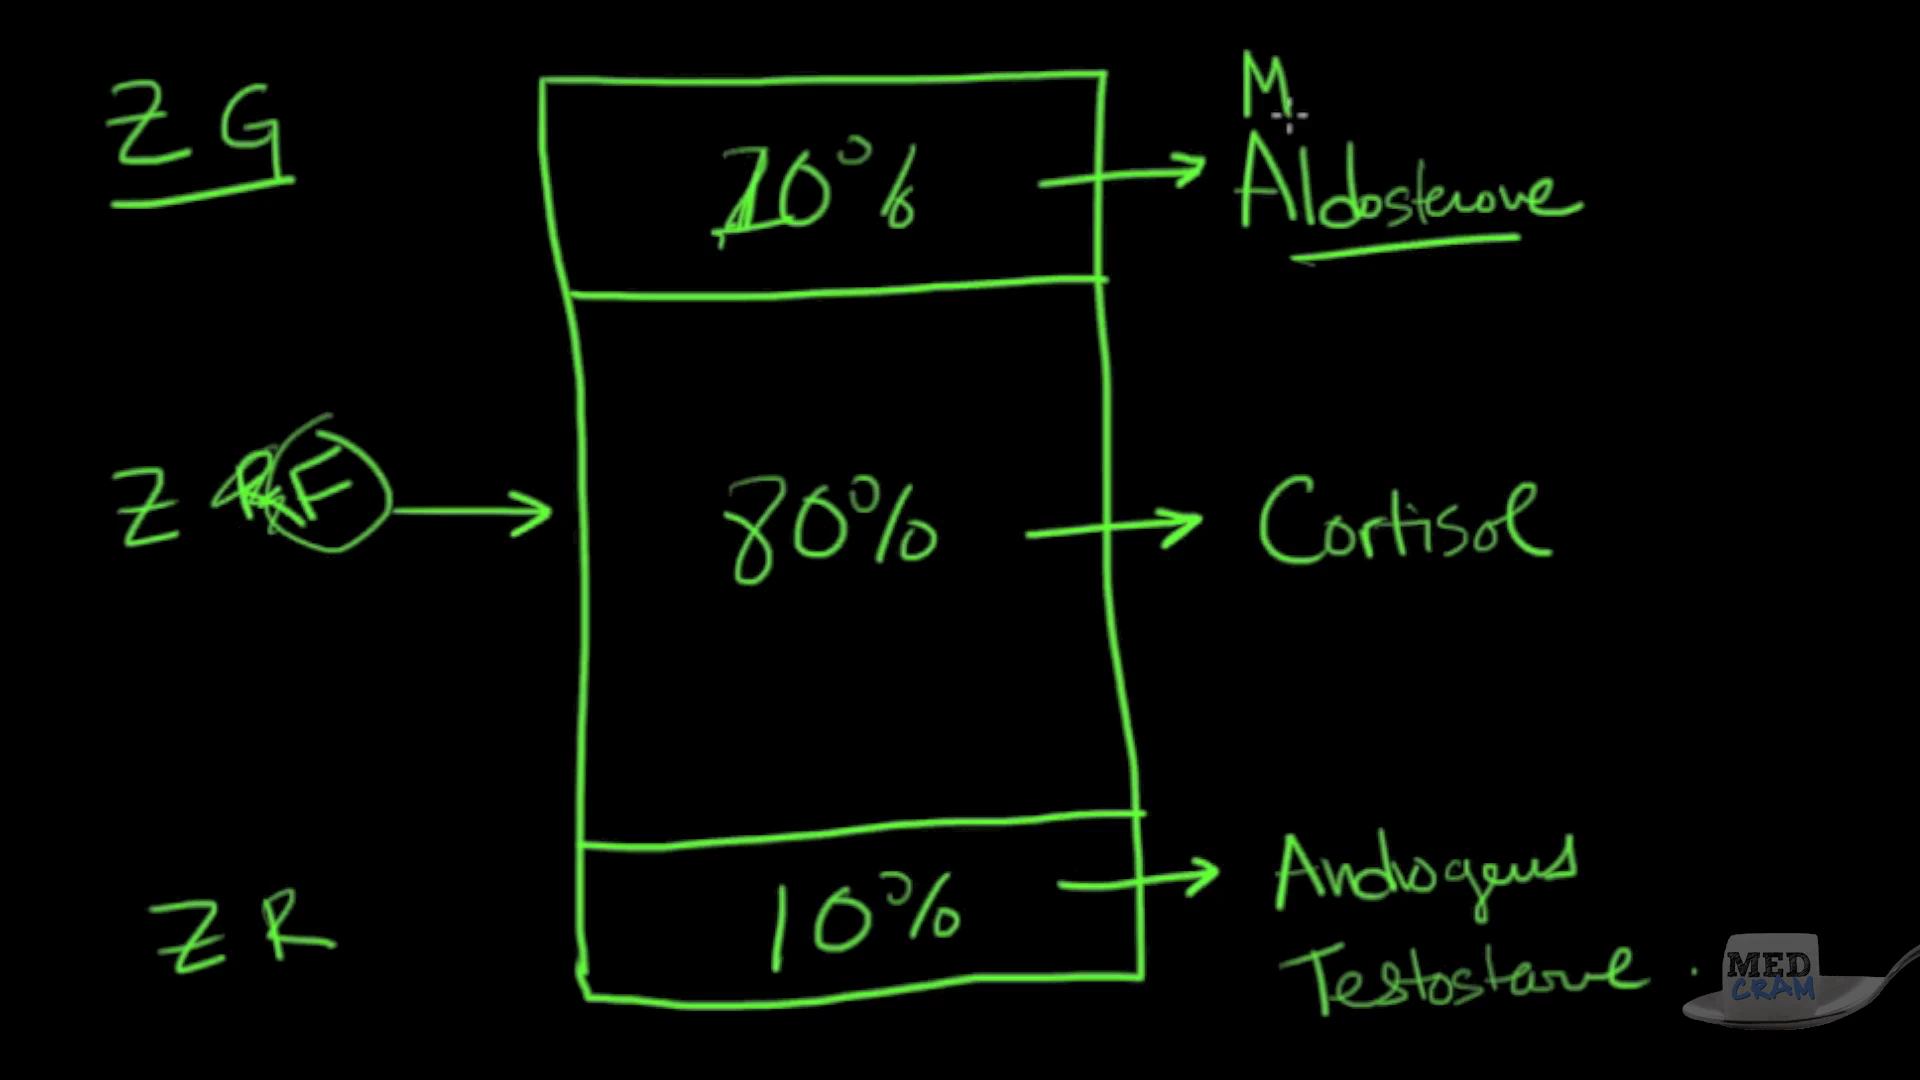 M
ZG 10% Aldosterone
Z F 80% Cortisol
ZR 10% Androgens
Testosterone
MED
CRAM